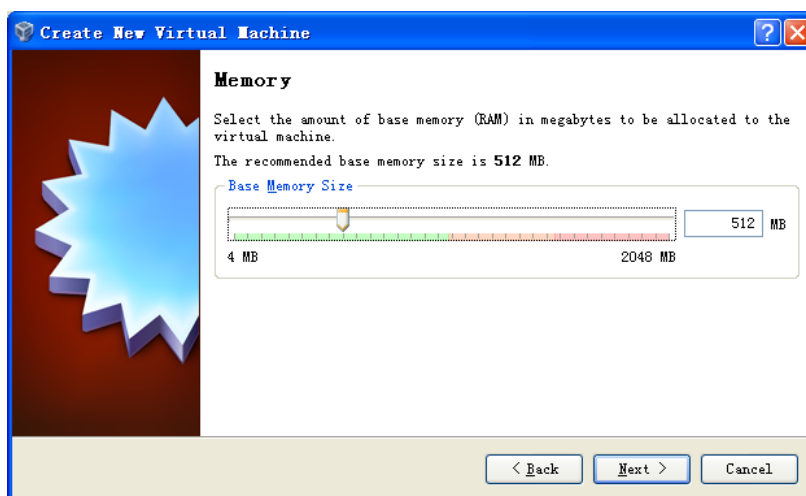 Create New Virtual Machine
Memory
Select the amount of base memory (RAM) in megabytes to be allocated to the
virtual machine.
The recommended base memory size is 512 MB.
Base Memory Size
512 MB
4 MB 2048 MB
< Back Next > Cancel